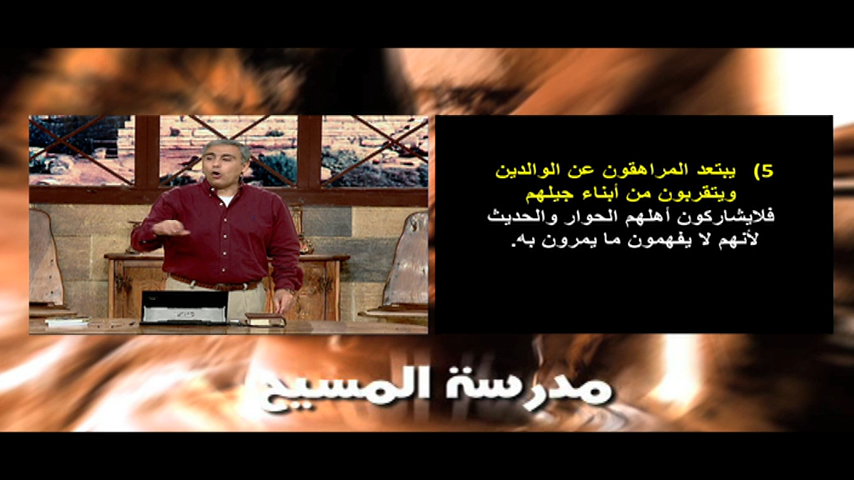 5) يبتعد المراهقون عن الوالدين
ويتقربون من أبناء جيلهم
فلايشاركون أهلهم الحوار والحديث
لأنهم لا يفهمون ما يمرون به.
مدرسة المسيح